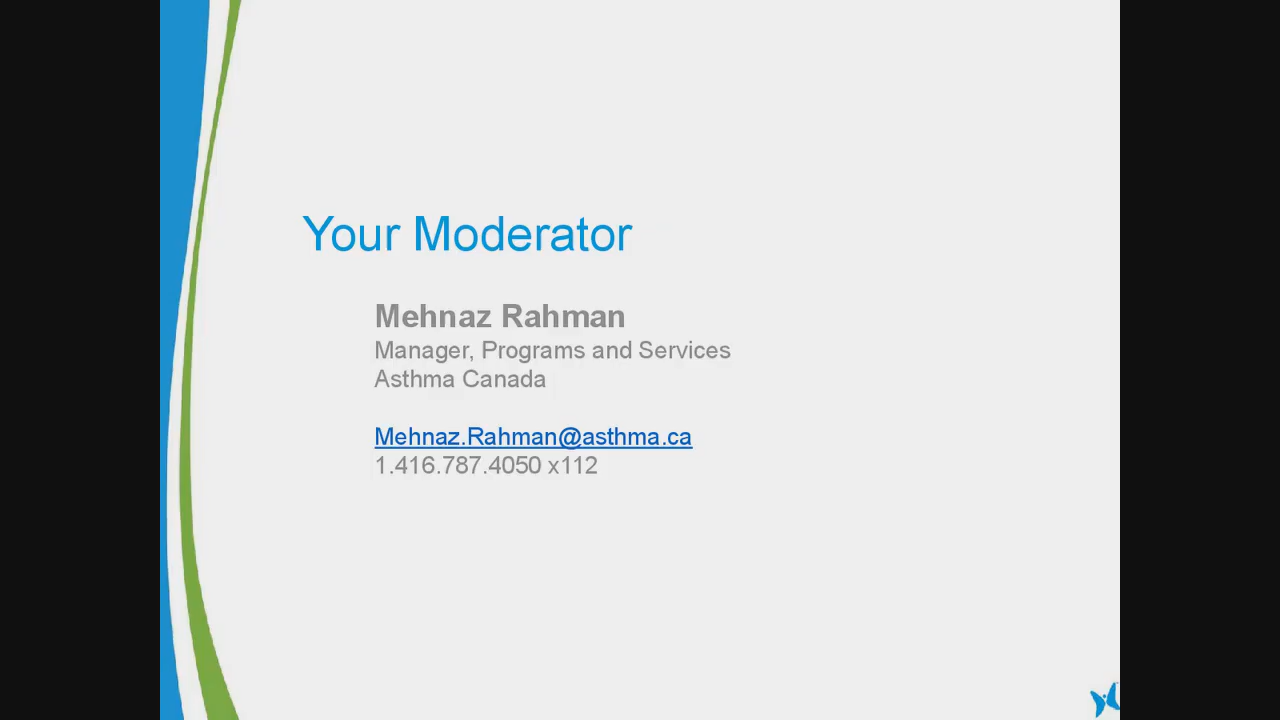 Your Moderator
Mehnaz Rahman
Manager, Programs and Services
Asthma Canada
Mehnaz.Rahman@asthma.ca
1.416.787.4050 x112